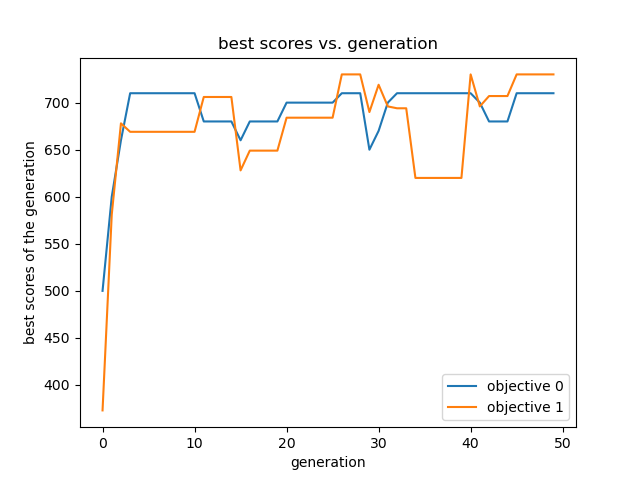 best scores vs. generation
best scores of the generation
700
650
600
550
500
450
400
0 10 20 30 40 50
generation
objective 0
objective 1